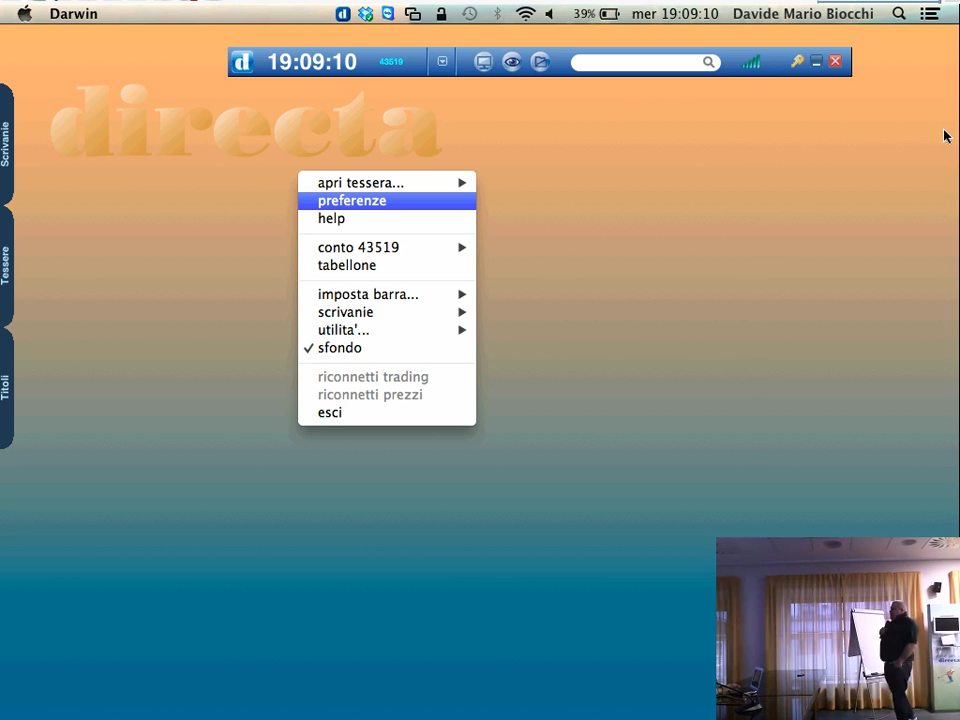 Darwin
39%
mer 19:09:10
Davide Mario Biocchi
d
19:09:10
43519
directa
Scrivanie
Tessere
Titoli
apri tessera...
preferenze
help
conto 43519
tabellone
imposta barra...
scrivanie
utilita'...
sfondo
riconnetti trading
riconnetti prezzi
esci
directa